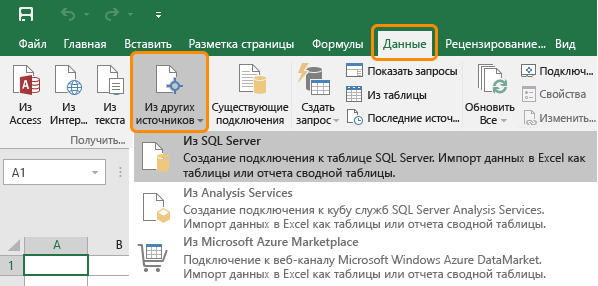 Файл Главная Вставить Разметка страницы Формулы Данные Рецензирование... Вид
Из Access
Из Интер...
Из текста
Из других источников
Существующие подключения
Сздать запрос
Показать запросы
Из таблицы
Последние источ...
Обновить Все
Подключ...
Свойства
Изменить...
Получить...
Из SQL Server
Создание подключения к таблице SQL Server. Импорт данных в Excel как
таблицы или отчета сводной таблицы.
A1
Из Analysis Services
Создание подключения к кубу служб SQL Server Analysis Services.
Импорт данных в Excel как таблицы или отчета сводной таблицы.
Из Microsoft Azure Marketplace
Подключение к веб-каналу Microsoft Windows Azure DataMarket.
Импорт данных в Excel как таблицы или отчета сводной таблицы.
A B
1